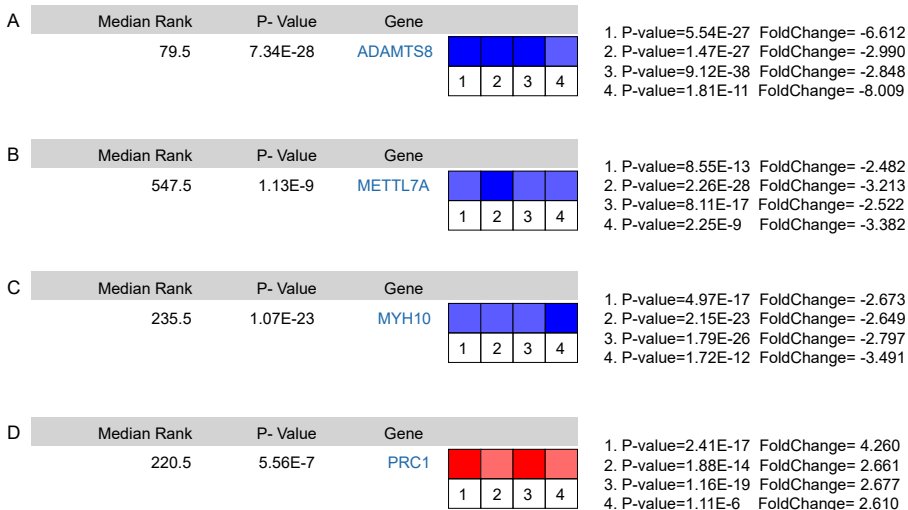 A Median Rank P- Value Gene
79.5 7.34E-28 ADAMTS8
1 2 3 4
1. P-value=5.54E-27 FoldChange= -6.612
2. P-value=1.47E-27 FoldChange= -2.990
3. P-value=9.12E-38 FoldChange= -2.848
4. P-value=1.81E-11 FoldChange= -8.009
B Median Rank P- Value Gene
547.5 1.13E-9 METTL7A
1 2 3 4
1. P-value=8.55E-13 FoldChange= -2.482
2. P-value=2.26E-28 FoldChange= -3.213
3. P-value=8.11E-17 FoldChange= -2.522
4. P-value=2.25E-9 FoldChange= -3.382
C Median Rank P- Value Gene
235.5 1.07E-23 MYH10
1 2 3 4
1. P-value=4.97E-17 FoldChange= -2.673
2. P-value=2.15E-23 FoldChange= -2.649
3. P-value=1.79E-26 FoldChange= -2.797
4. P-value=1.72E-12 FoldChange= -3.491
D Median Rank P- Value Gene
220.5 5.56E-7 PRC1
1 2 3 4
1. P-value=2.41E-17 FoldChange= 4.260
2. P-value=1.88E-14 FoldChange= 2.661
3. P-value=1.16E-19 FoldChange= 2.677
4. P-value=1.11E-6 FoldChange= 2.610